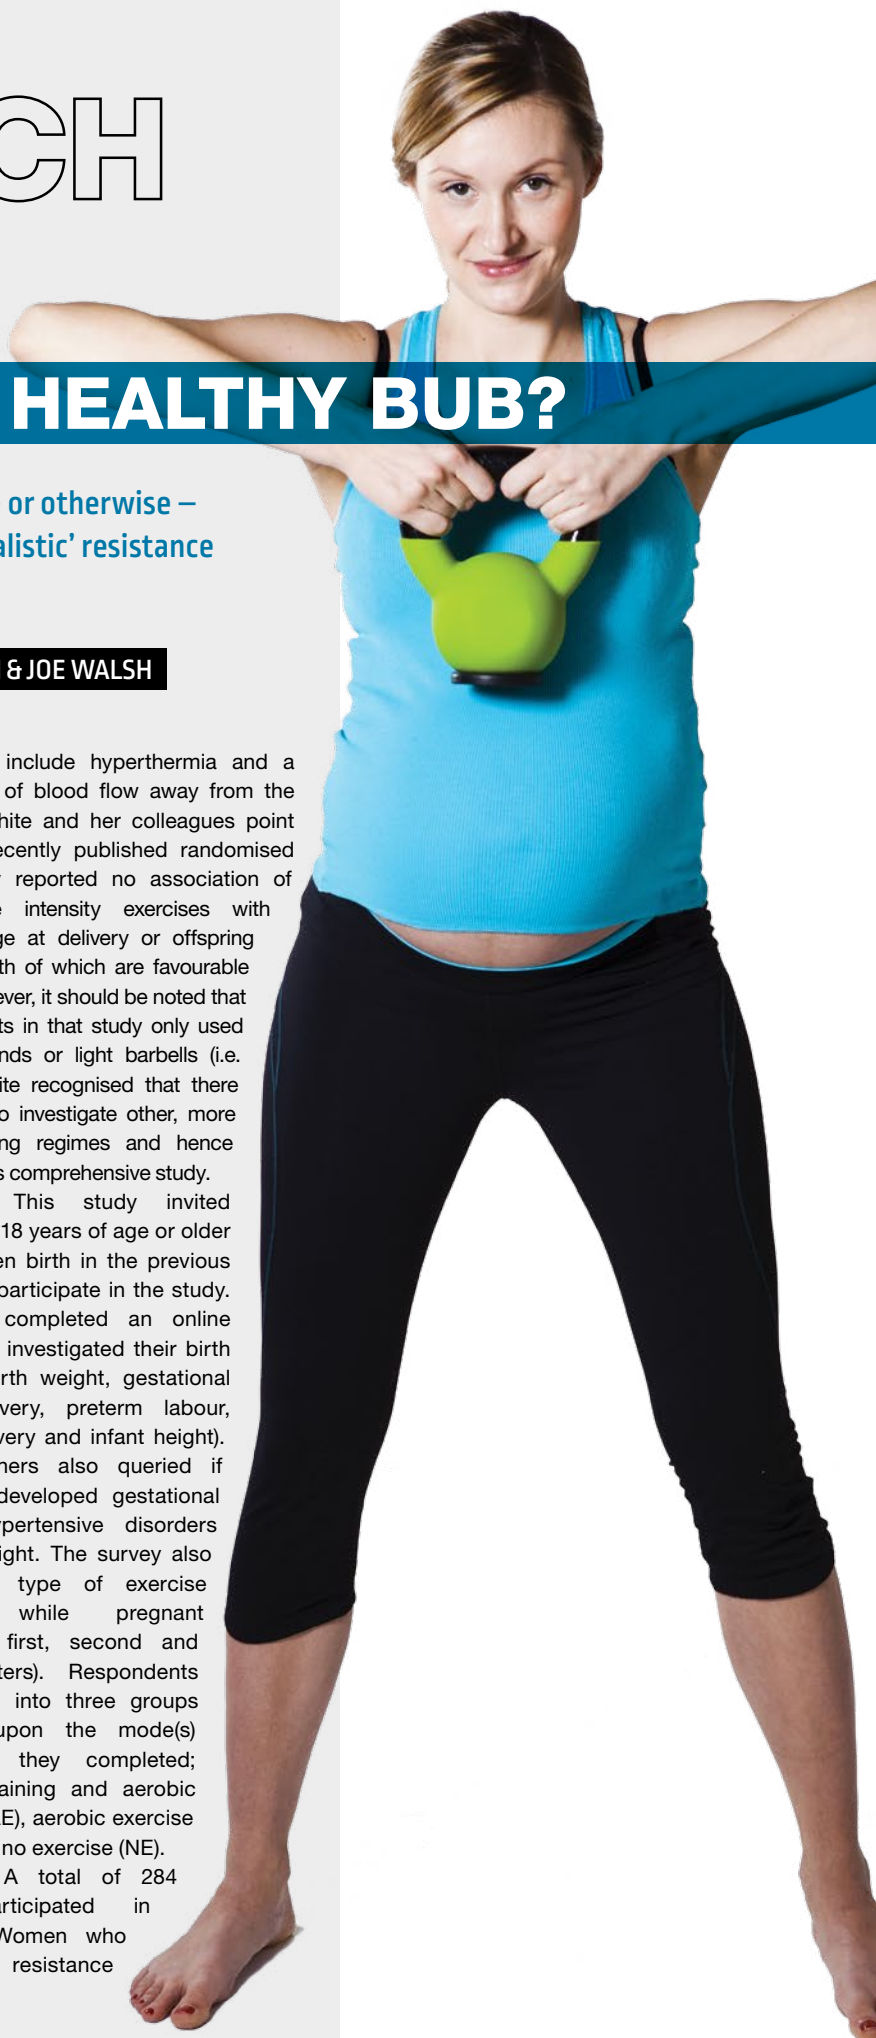 CH
HEALTHY BUB?
or otherwise –
alistic’ resistance
& JOE WALSH
include hyperthermia and a
of blood flow away from the
hite and her colleagues point
ecently published randomised
reported no association of
intensity exercises with
ge at delivery or offspring
th of which are favourable
ever, it should be noted that
ts in that study only used
nds or light barbells (i.e.
ite recognised that there
o investigate other, more
ng regimes and hence
s comprehensive study.
This study invited
18 years of age or older
en birth in the previous
participate in the study.
completed an online
investigated their birth
rth weight, gestational
very, preterm labour,
very and infant height).
hers also queried if
developed gestational
ypertensive disorders
ight. The survey also
type of exercise
while pregnant
first, second and
ters). Respondents
into three groups
upon the mode(s)
they completed;
aining and aerobic
E), aerobic exercise
no exercise (NE).
A total of 284
articipated in
Women who
resistance